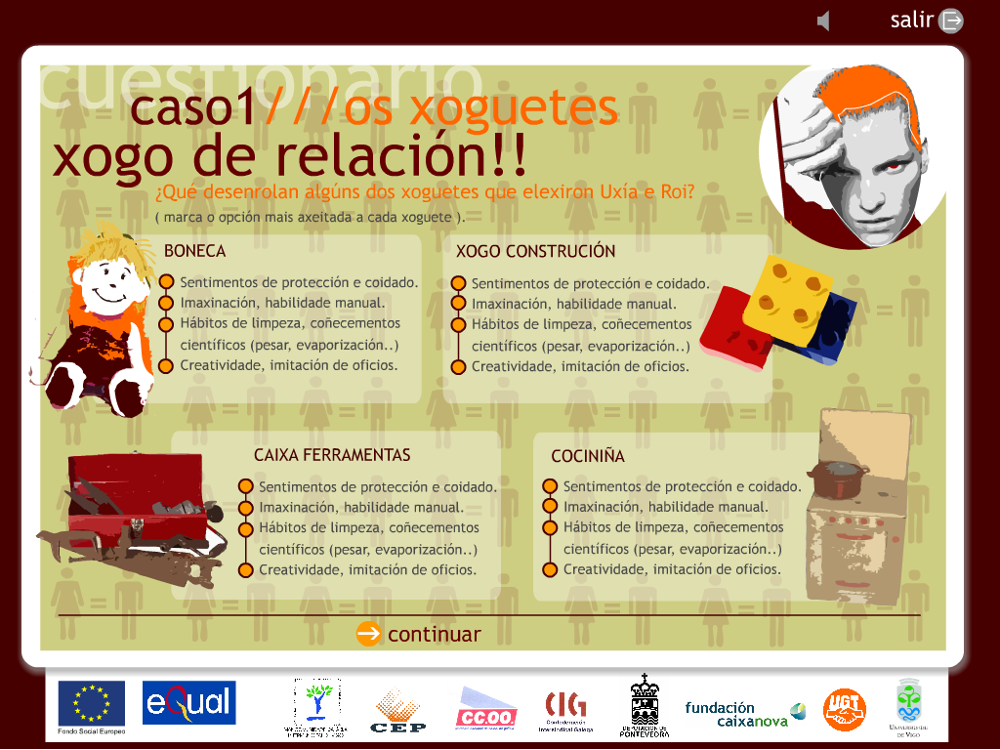 salir
cuestionario
caso1///os xoguetes
xogo de relación!!
¿Qué desenrolan algúns dos xoguetes que elexiron Uxía e Roi?
( marca o opción mais axeitada a cada xoguete ).
BONECA
Sentimentos de protección e coidado.
Imaxinación, habilidade manual.
Hábitos de limpeza, coñecementos
científicos (pesar, evaporización..)
Creatividade, imitación de oficios.
XOGO CONSTRUCIÓN
Sentimentos de protección e coidado.
Imaxinación, habilidade manual.
Hábitos de limpeza, coñecementos
científicos (pesar, evaporización..)
Creatividade, imitación de oficios.
CAIXA FERRAMENTAS
Sentimentos de protección e coidado.
Imaxinación, habilidade manual.
Hábitos de limpeza, coñecementos
científicos (pesar, evaporización..)
Creatividade, imitación de oficios.
COCINIÑA
Sentimentos de protección e coidado.
Imaxinación, habilidade manual.
Hábitos de limpeza, coñecementos
científicos (pesar, evaporización..)
Creatividade, imitación de oficios.
continuar
Fondo Social Europeo
eQual
CEP
CCOO
CIG
Confederación
Intersindical Galega
DEPUTACIÓN DE
PONTEVEDRA
fundación
caixanova
UGT
UNIVERSIDADE
DE VIGO